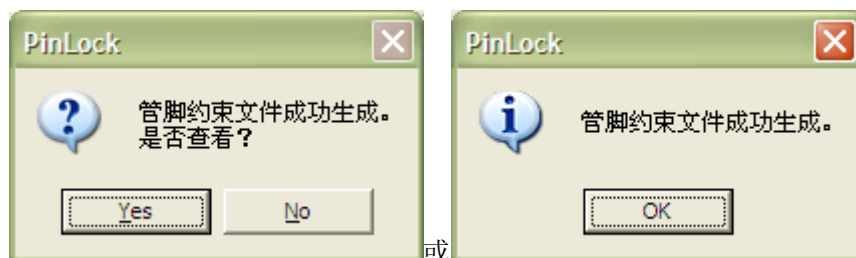 PinLock
管脚约束文件成功生成。
是否查看?
Yes
No
或
PinLock
管脚约束文件成功生成。
OK